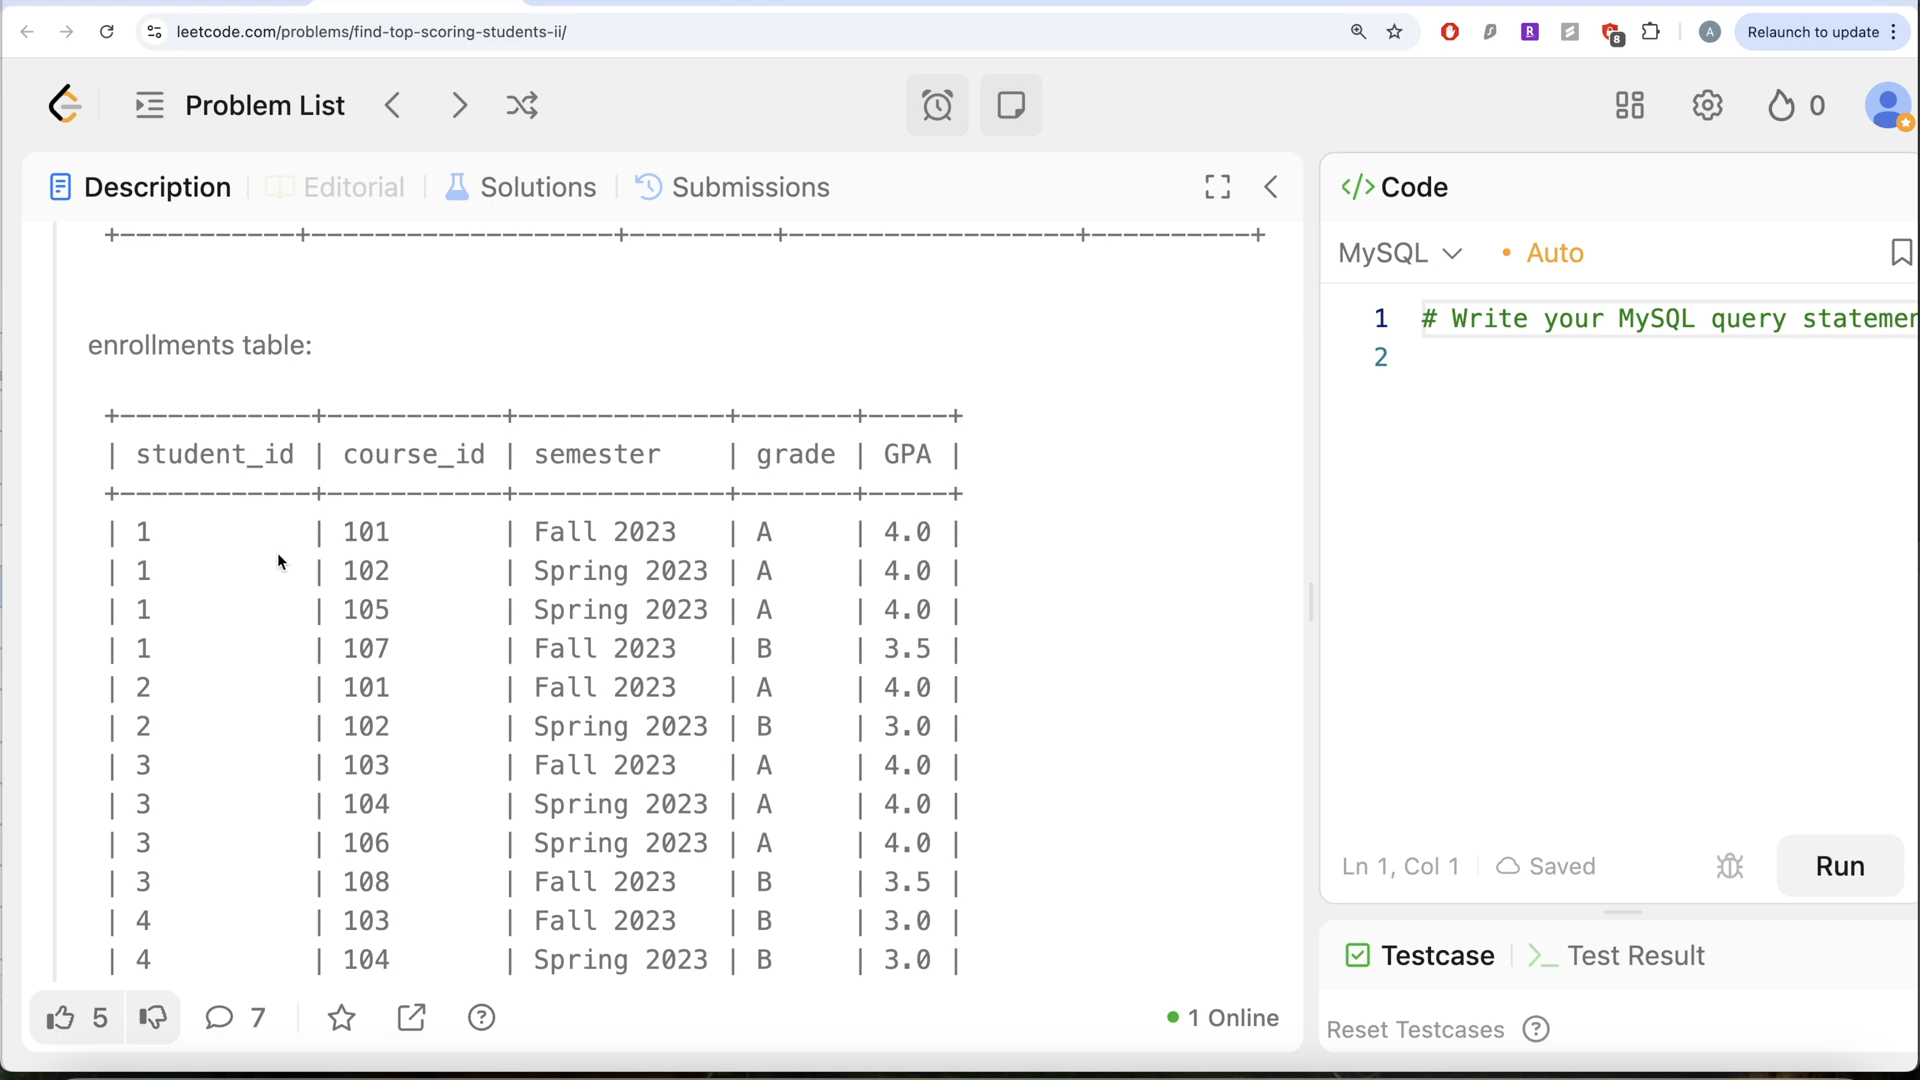 leetcode.com/problems/find-top-scoring-students-ii/
8
A
Relaunch to update
Problem List
0
Description
Editorial
Solutions
Submissions
</> Code
+-----------+-------------------+---------+------------------+----------+
MySQL
Auto
1 # Write your MySQL query
2
enrollments table:
+------------+-----------+-------------+-------+-----+
| student_id | course_id | semester    | grade | GPA |
+------------+-----------+-------------+-------+-----+
| 1          | 101       | Fall 2023   | A     | 4.0 |
| 1          | 102       | Spring 2023 | A     | 4.0 |
| 1          | 105       | Spring 2023 | A     | 4.0 |
| 1          | 107       | Fall 2023   | B     | 3.5 |
| 2          | 101       | Fall 2023   | A     | 4.0 |
| 2          | 102       | Spring 2023 | B     | 3.0 |
| 3          | 103       | Fall 2023   | A     | 4.0 |
| 3          | 104       | Spring 2023 | A     | 4.0 |
| 3          | 106       | Spring 2023 | A     | 4.0 |
| 3          | 108       | Fall 2023   | B     | 3.5 |
| 4          | 103       | Fall 2023   | B     | 3.0 |
| 4          | 104       | Spring 2023 | B     | 3.0 |
Ln 1, Col 1
Saved
Run
Testcase
Test Result
5
7
1 Online
Reset Testcases